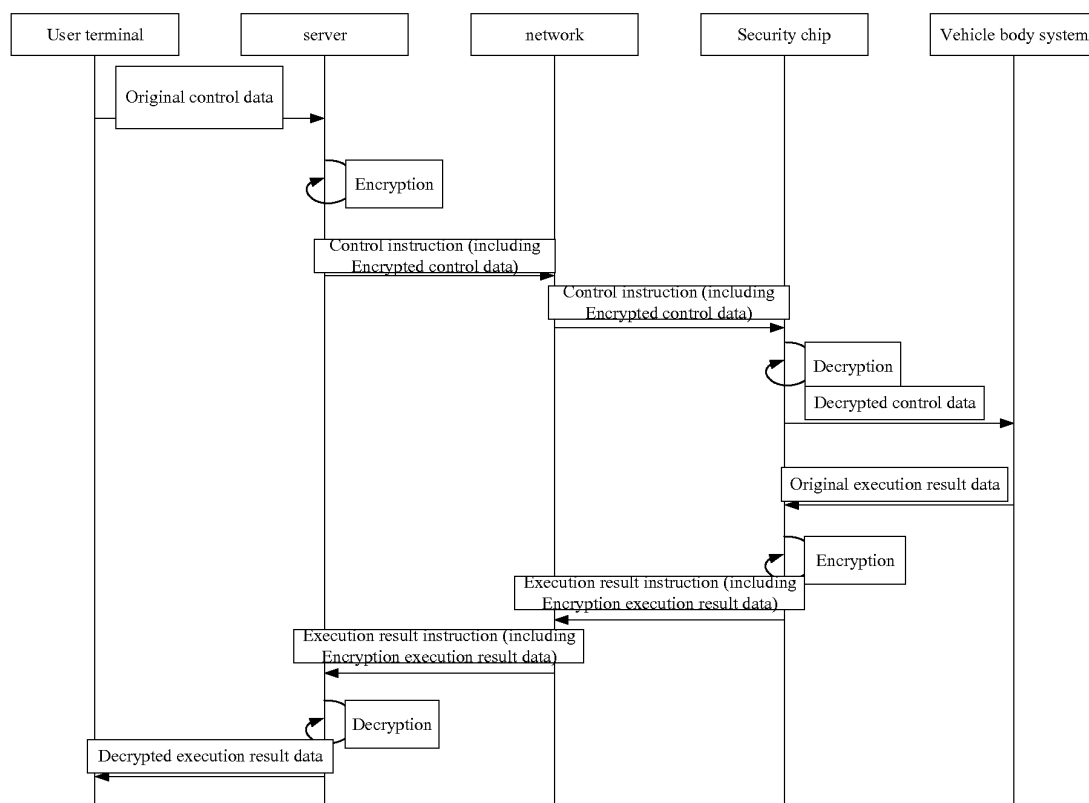 User terminal
server
network
Security chip
Vehicle body system
Original control data
Encryption
Control instruction (including
Encrypted control data)
Control instruction (including
Encrypted control data)
Decryption
Decrypted control data
Original execution result data
Encryption
Execution result instruction (including
Encryption execution result data)
Execution result instruction (including
Encryption execution result data)
Decryption
Decrypted execution result data